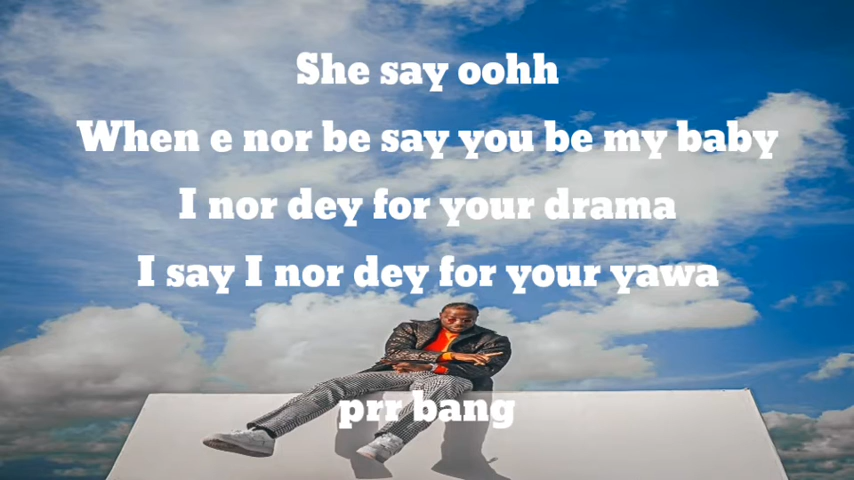 She say oohh
When e nor be say you be my baby
I nor dey for your drama
I say I nor dey for your yawa
prr bang